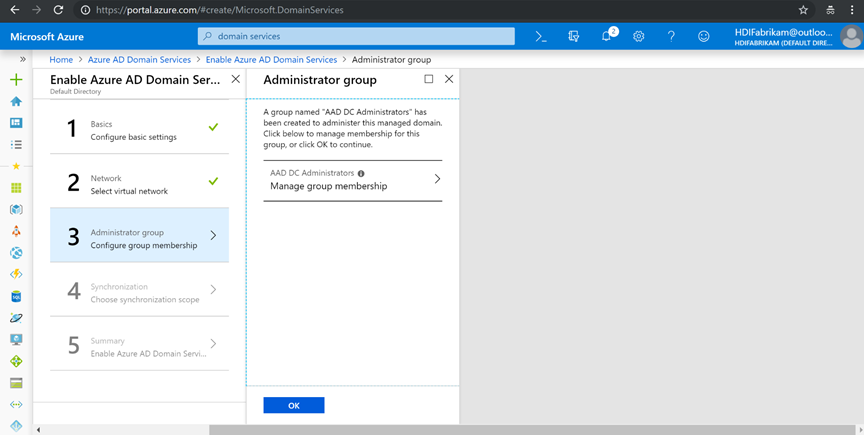 https://portal.azure.com/#create/Microsoft.DomainServices
Microsoft Azure
domain services
2
HDIFabrikam@outloo...
HDIFABRIKAM (DEFAULT DIRE...
Home > Azure AD Domain Services > Enable Azure AD Domain Services > Administrator group
Enable Azure AD Domain Ser...
Default Directory
1
Basics
Configure basic settings
2
Network
Select virtual network
3
Administrator group
Configure group membership
4
Synchronization
Choose synchronization scope
5
Summary
Enable Azure AD Domain Servi...
Administrator group
A group named "AAD DC Administrators" has
been created to administer this managed domain.
Click below to manage membership for this
group, or click OK to continue.
AAD DC Administrators
Manage group membership
OK